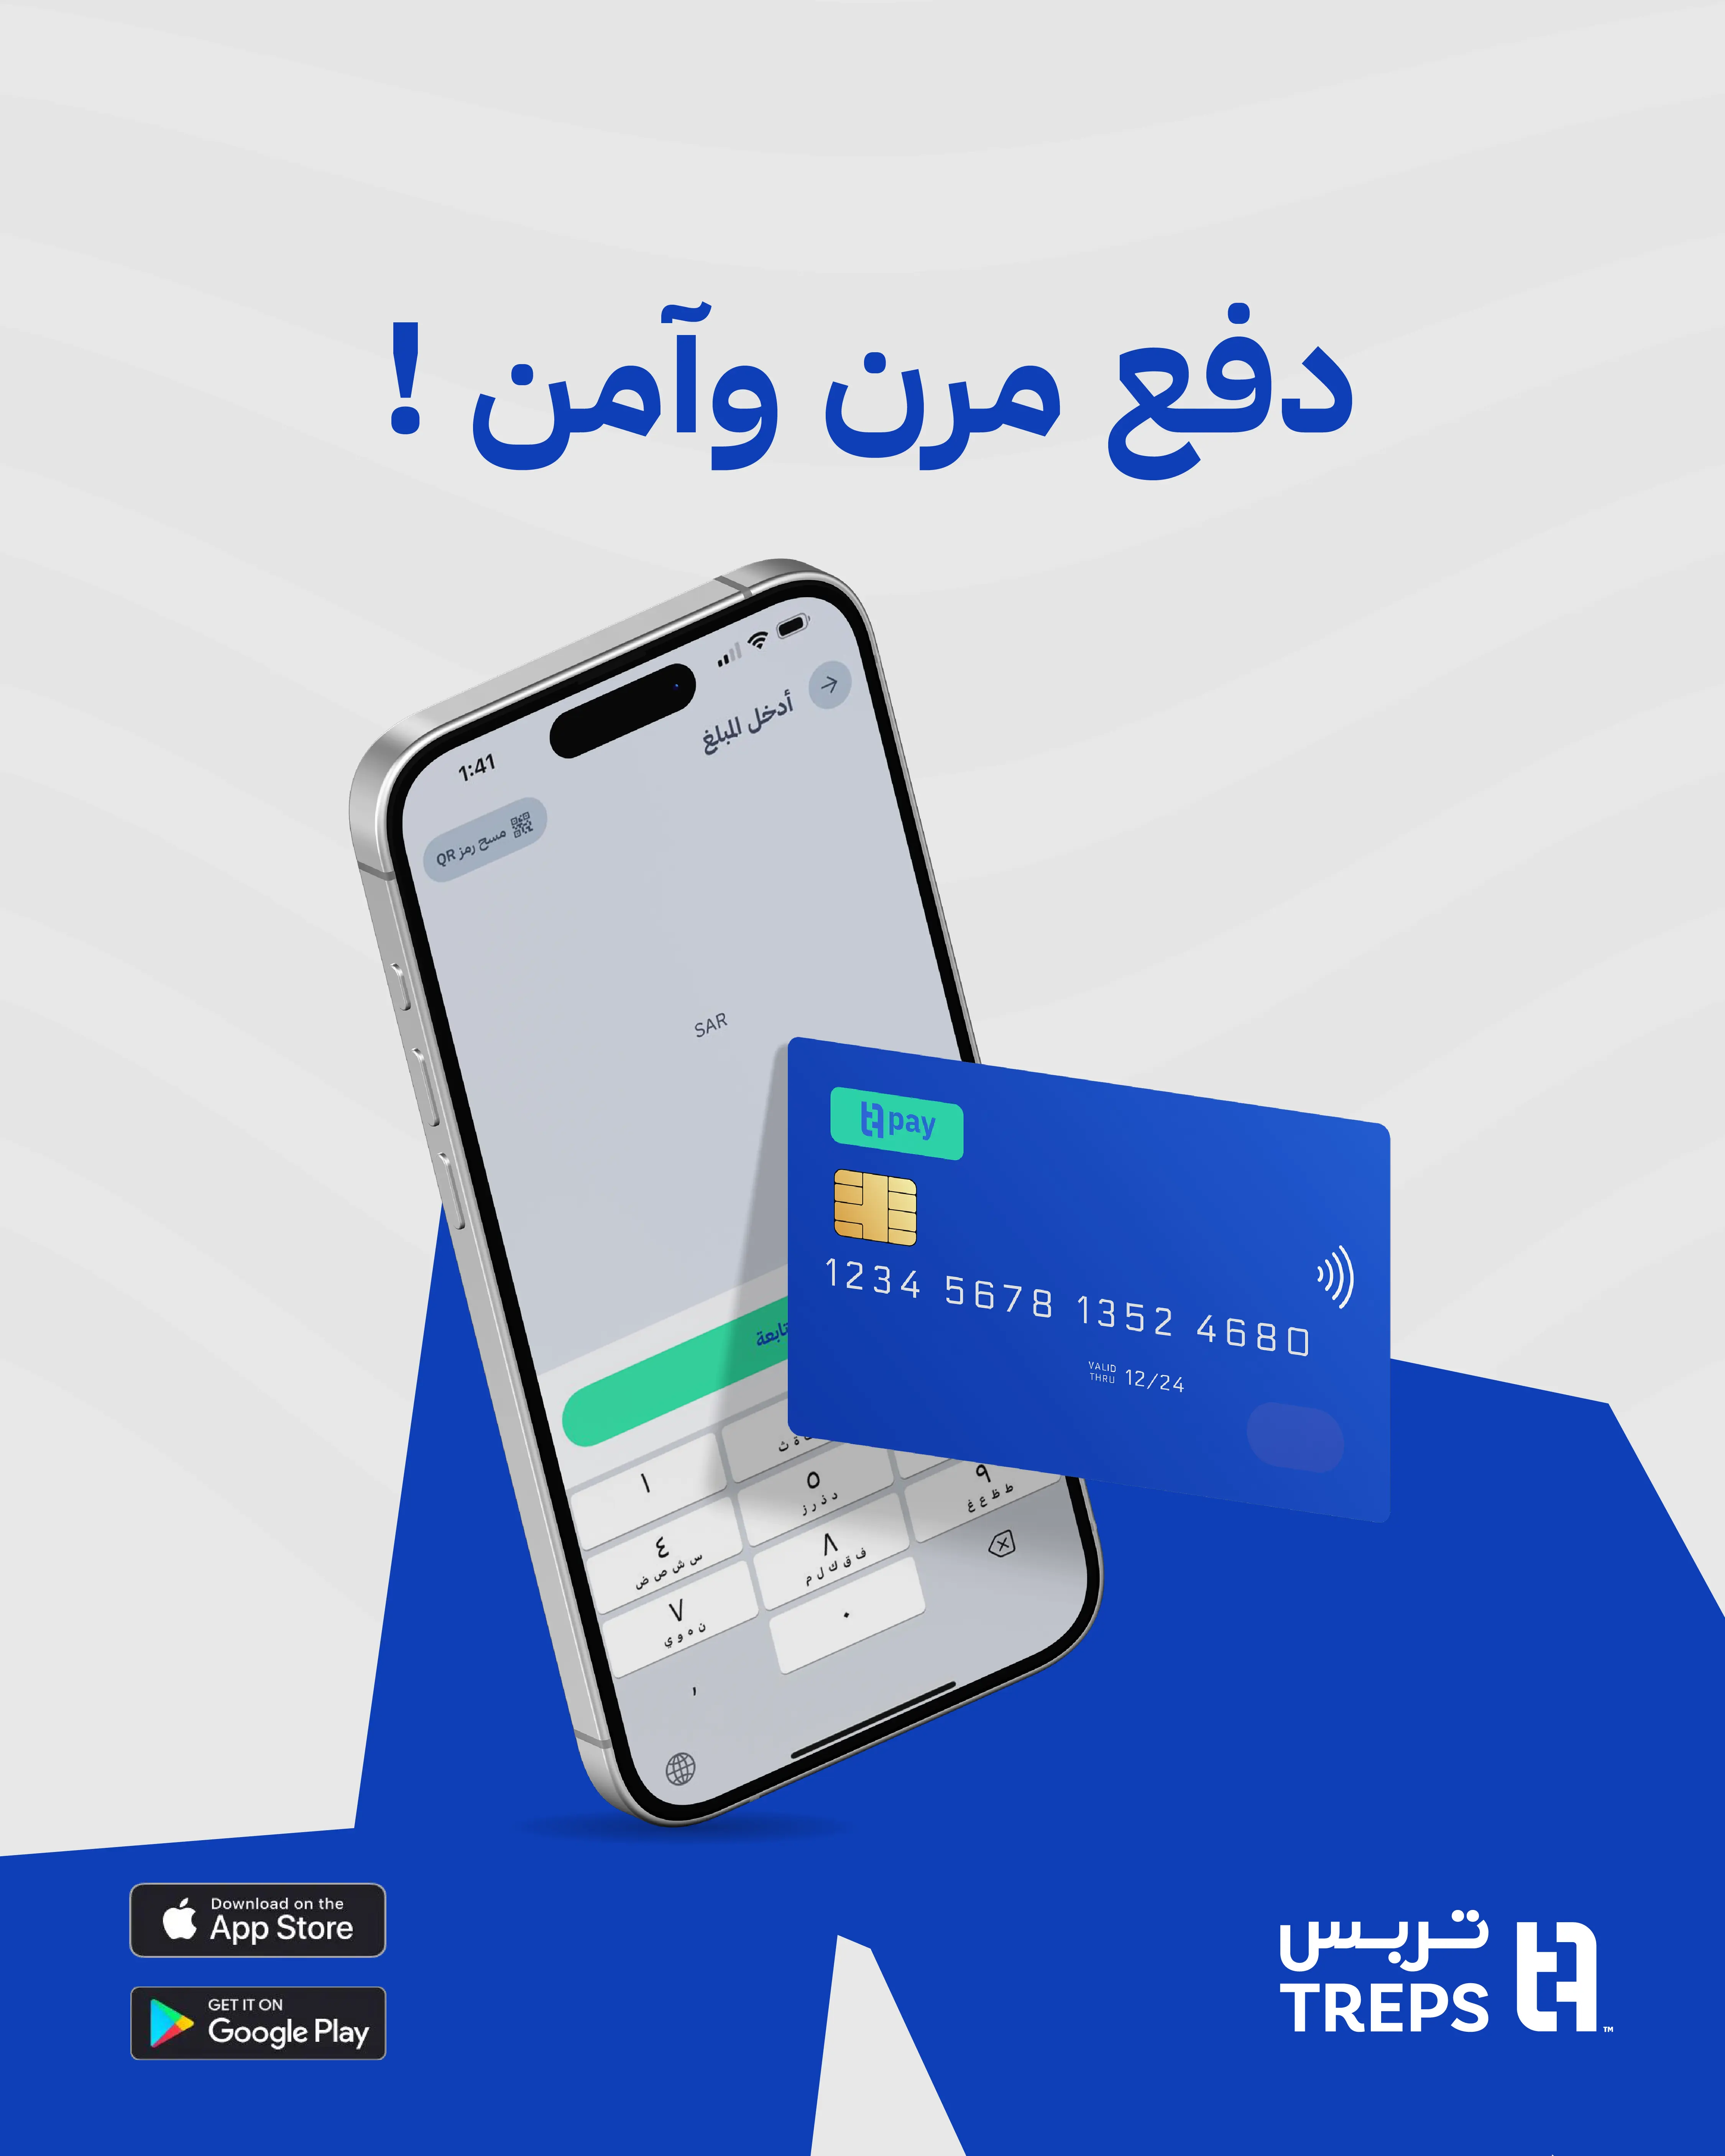 دفع مرن وآمن !
1:41
أدخل المبلغ
مسح رمز QR
SAR
pay
1234 5678 1352 4680
VALID THRU 12/24
١
٤
س ش ص ض
٥
د ذ ر ز
٧
ن ه و ي
٨
ف ق ك ل م
٩
ط ظ ع غ
٠
,
Download on the
App Store
GET IT ON
Google Play
تربس
TREPS
TM